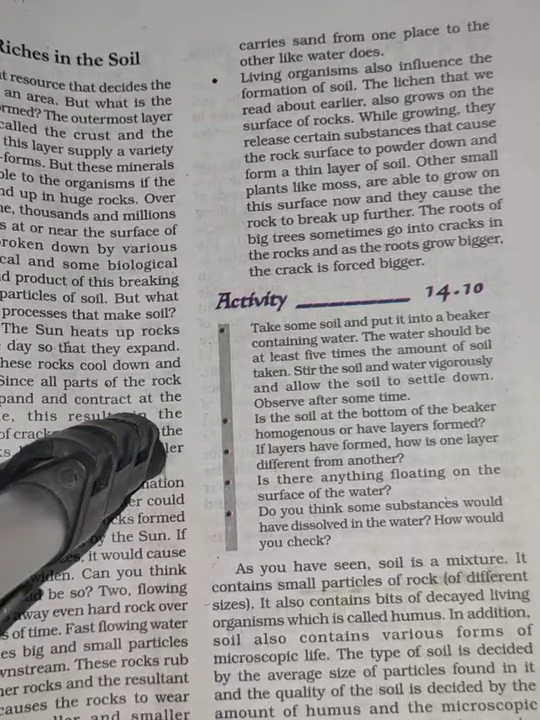 Riches in the Soil
t resource that decides the
an area. But what is the
rmed? The outermost layer
called the crust and the
this layer supply a variety
-forms. But these minerals
ble to the organisms if the
nd up in huge rocks. Over
ne, thousands and millions
s at or near the surface of
roken down by various
cal and some biological
d product of this breaking
particles of soil. But what
processes that make soil?
The Sun heats up rocks
day so that they expand.
hese rocks cool down and
Since all parts of the rock
pand and contract at the
e, this results in the
of crack the
ler
nation
er could
cks formed
by the Sun. If
es, it would cause
widen. Can you think
be so? Two, flowing
away even hard rock over
s of time. Fast flowing water
es big and small particles
wnstream. These rocks rub
her rocks and the resultant
causes the rocks to wear
and smaller
carries sand from one place to the
other like water does.
• Living organisms also influence the
formation of soil. The lichen that we
read about earlier, also grows on the
surface of rocks. While growing, they
release certain substances that cause
the rock surface to powder down and
form a thin layer of soil. Other small
plants like moss, are able to grow on
this surface now and they cause the
rock to break up further. The roots of
big trees sometimes go into cracks in
the rocks and as the roots grow bigger,
the crack is forced bigger.
Activity 14.10
• Take some soil and put it into a beaker
containing water. The water should be
at least five times the amount of soil
taken. Stir the soil and water vigorously
and allow the soil to settle down.
Observe after some time.
• Is the soil at the bottom of the beaker
homogenous or have layers formed?
• If layers have formed, how is one layer
different from another?
• Is there anything floating on the
surface of the water?
• Do you think some substances would
have dissolved in the water? How would
you check?
As you have seen, soil is a mixture. It
contains small particles of rock (of different
sizes). It also contains bits of decayed living
organisms which is called humus. In addition,
soil also contains various forms of
microscopic life. The type of soil is decided
by the average size of particles found in it
and the quality of the soil is decided by the
amount of humus and the microscopic